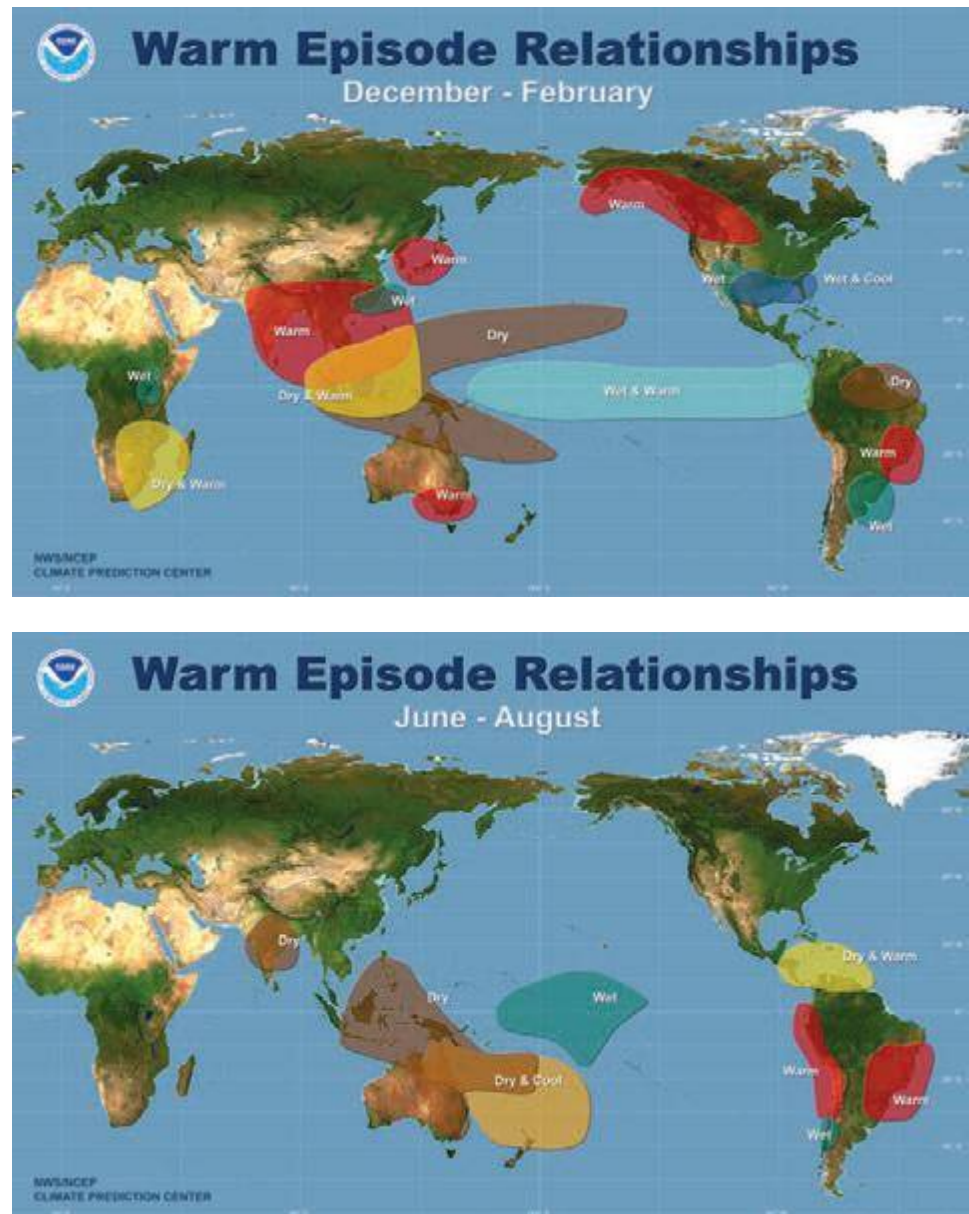 Warm Episode Relationships
December - February
Warm
Warm
Wet
Wet & Cool
Wet
Warm
Dry
Wet
Dry & Warm
Wet & Warm
Dry
Warm
Dry & Warm
Warm
Wet
NWS/NCEP
CLIMATE PREDICTION CENTER
Warm Episode Relationships
June - August
Dry
Dry & Warm
Dry
Wet
Dry & Cool
Warm
Warm
Wet
NWS/NCEP
CLIMATE PREDICTION CENTER